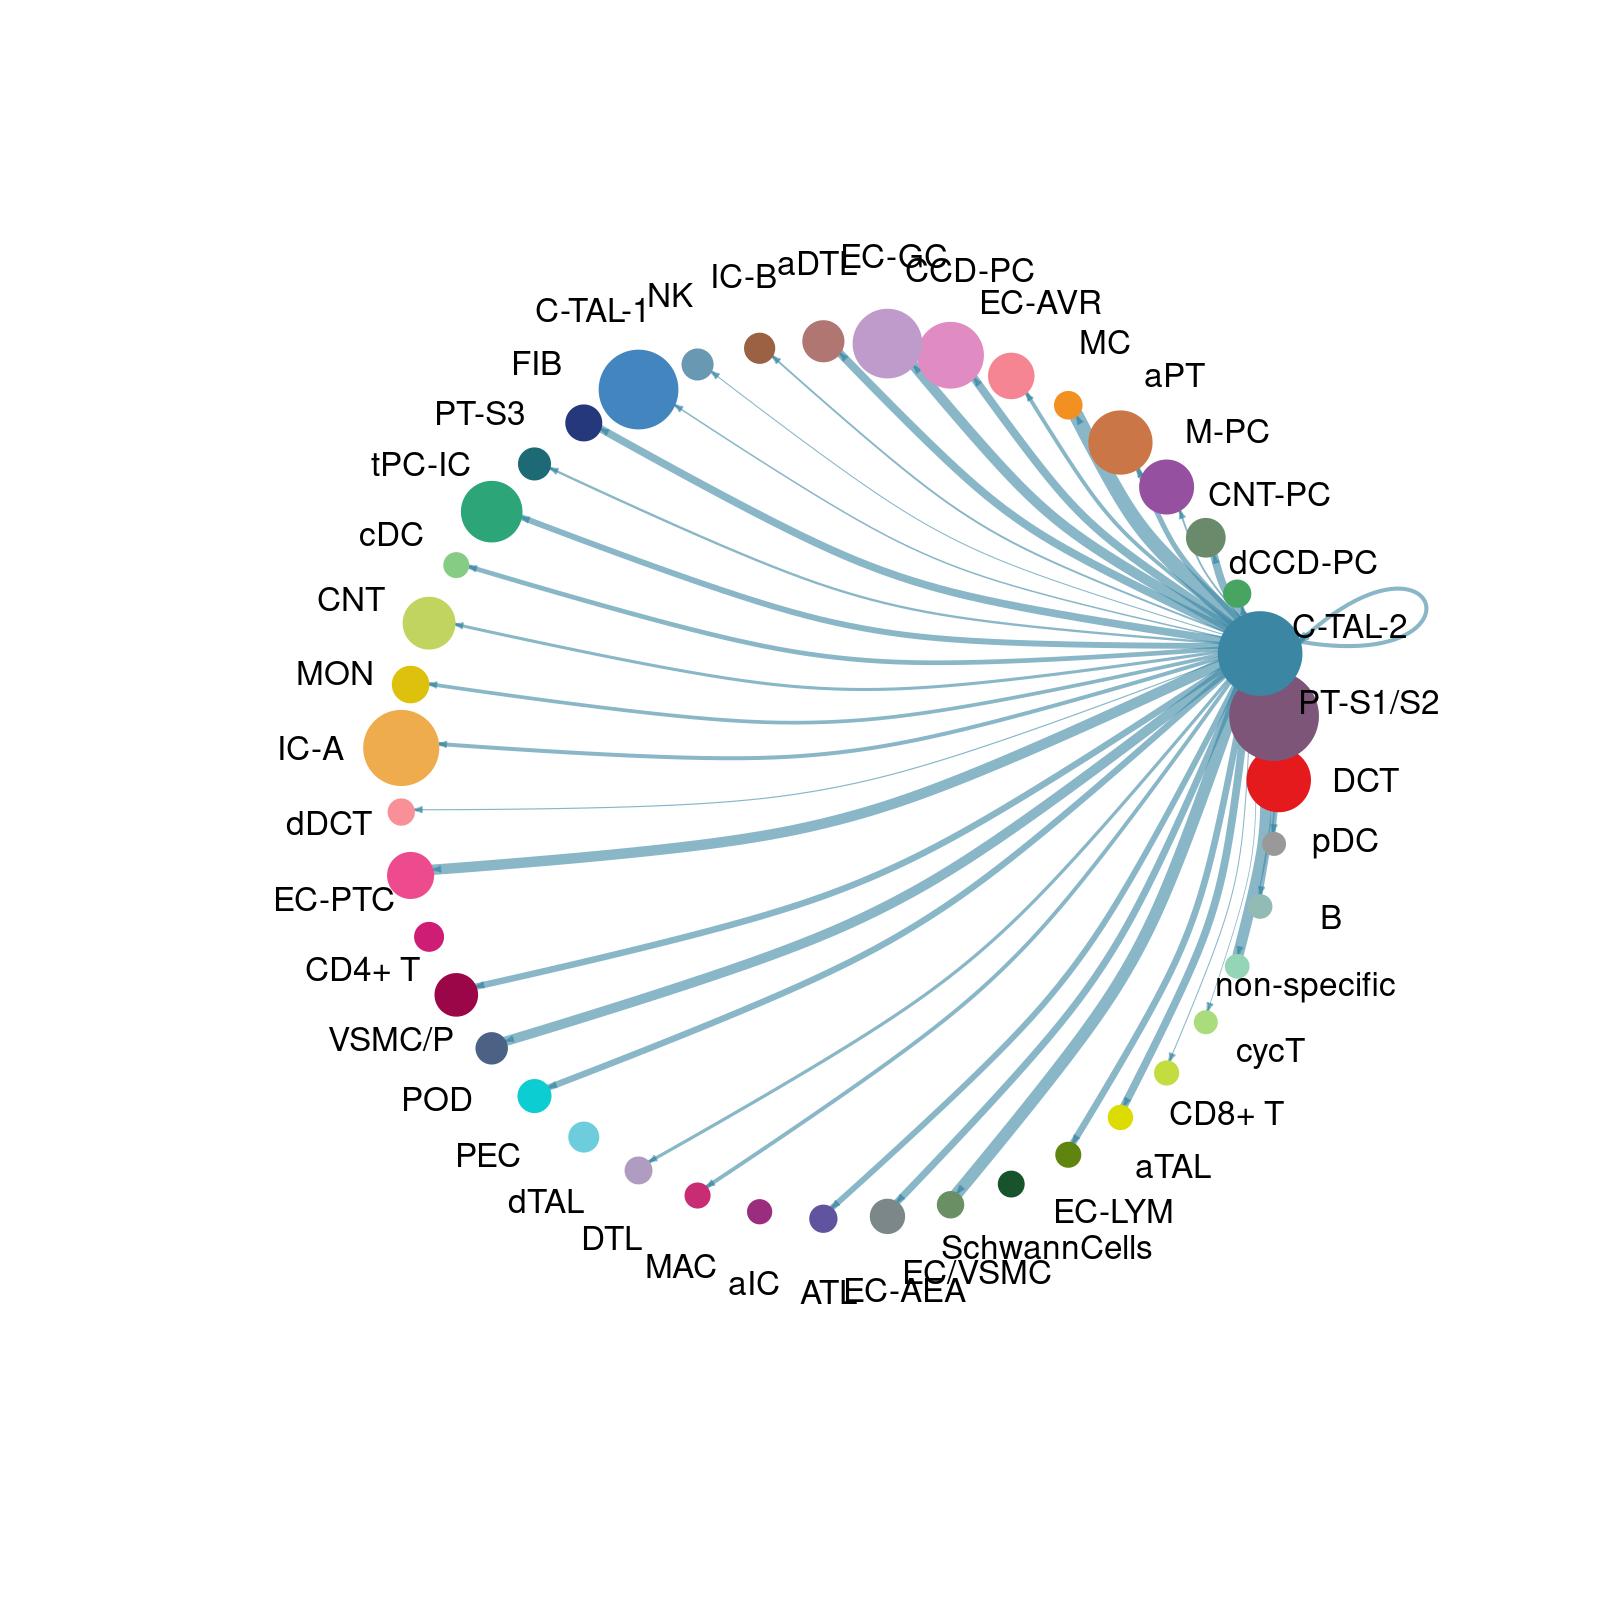 EC-GC
aDTL
CCD-PC
IC-B
NK
EC-AVR
C-TAL-1
MC
FIB
aPT
PT-S3
M-PC
tPC-IC
CNT-PC
cDC
dCCD-PC
CNT
C-TAL-2
MON
PT-S1/S2
IC-A
DCT
dDCT
pDC
EC-PTC
B
CD4+ T
non-specific
VSMC/P
cycT
POD
CD8+ T
PEC
aTAL
dTAL
EC-LYM
DTL
SchwannCells
MAC
EC/VSMC
aIC
ATL
EC-AEA